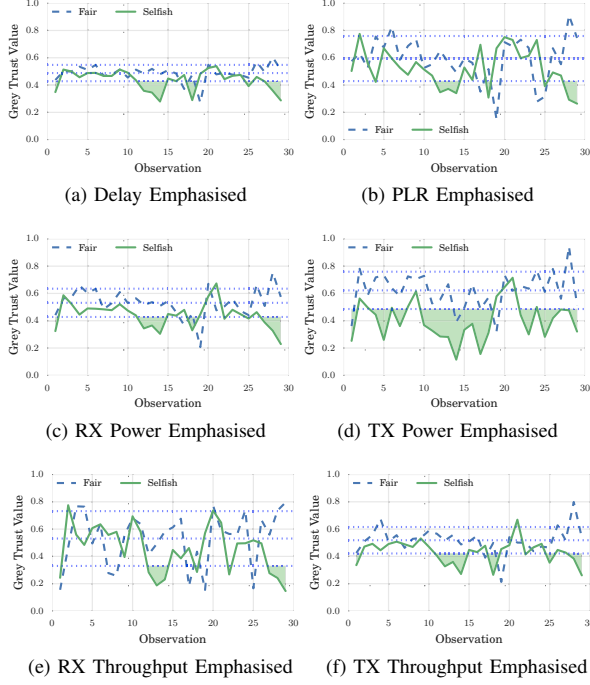 Grey Trust Value
1.0
0.8
0.6
0.4
0.2
0.0
Fair
Selfish
0 5 10 15 20 25 30
Observation
(a) Delay Emphasised
Grey Trust Value
1.0
0.8
0.6
0.4
0.2
0.0
Fair
Selfish
0 5 10 15 20 25 30
Observation
(b) PLR Emphasised
Grey Trust Value
1.0
0.8
0.6
0.4
0.2
0.0
Fair
Selfish
0 5 10 15 20 25 30
Observation
(c) RX Power Emphasised
Grey Trust Value
1.0
0.8
0.6
0.4
0.2
0.0
Fair
Selfish
0 5 10 15 20 25 30
Observation
(d) TX Power Emphasised
Grey Trust Value
1.0
0.8
0.6
0.4
0.2
0.0
Fair
Selfish
0 5 10 15 20 25 30
Observation
(e) RX Throughput Emphasised
Grey Trust Value
1.0
0.8
0.6
0.4
0.2
0.0
Fair
Selfish
0 5 10 15 20 25 30
Observation
(f) TX Throughput Emphasised